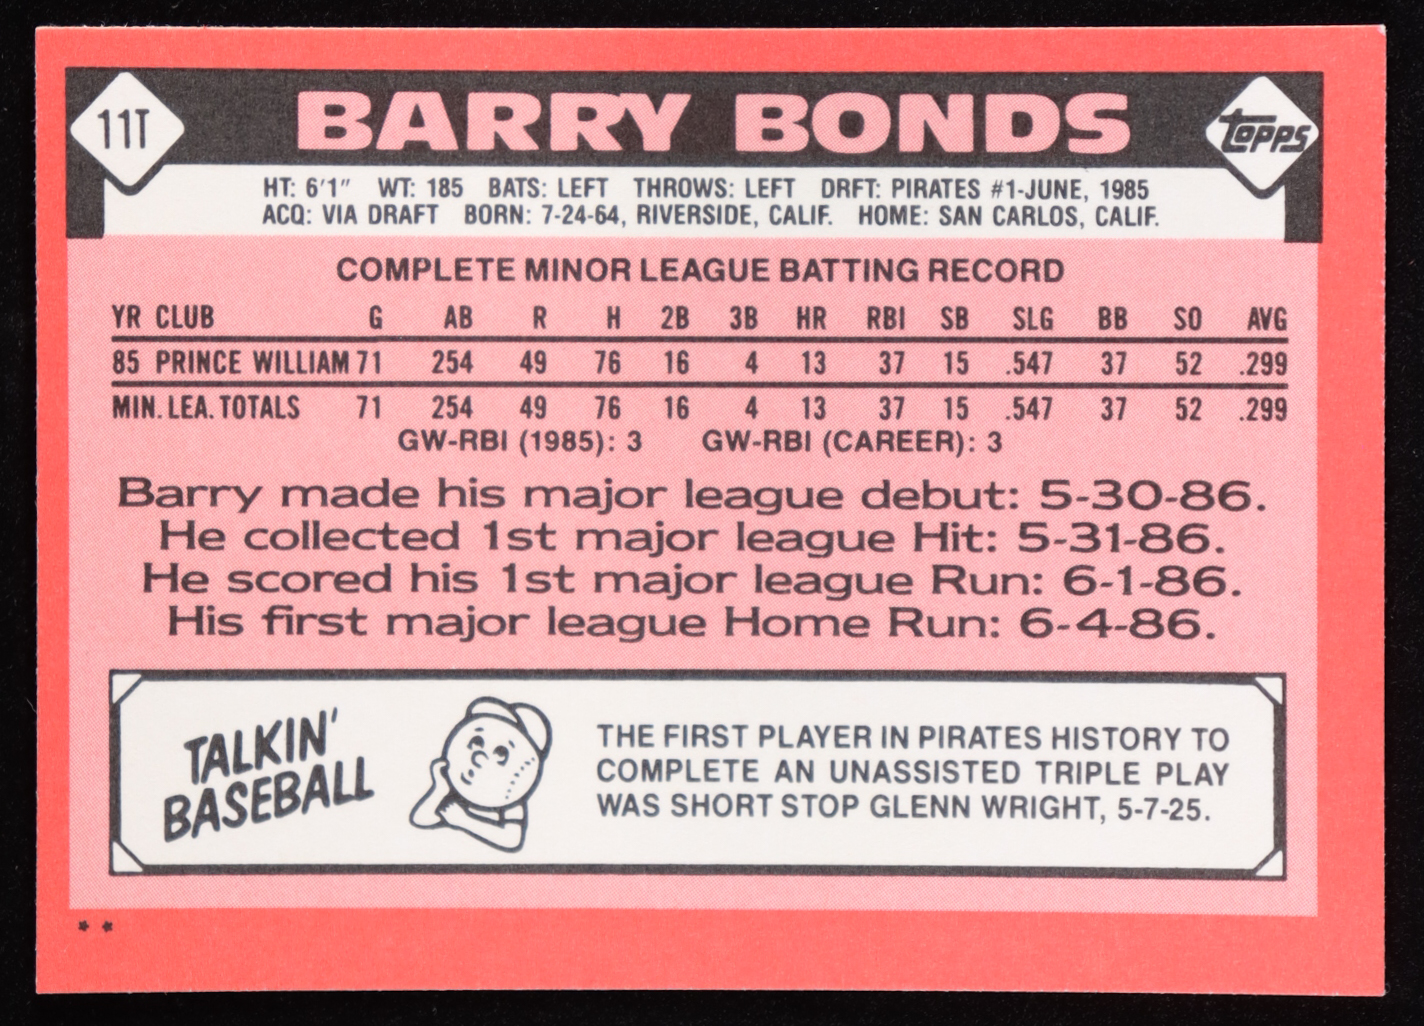 11T
BARRY BONDS
TOPPS
HT: 6'1" WT: 185 BATS: LEFT THROWS: LEFT DRFT: PIRATES #1-JUNE, 1985
ACQ: VIA DRAFT BORN: 7-24-64, RIVERSIDE, CALIF. HOME: SAN CARLOS, CALIF.
COMPLETE MINOR LEAGUE BATTING RECORD
YR CLUB G AB R H 2B 3B HR RBI SB SLG BB SO AVG
85 PRINCE WILLIAM 71 254 49 76 16 4 13 37 15 .547 37 52 .299
MIN. LEA. TOTALS 71 254 49 76 16 4 13 37 15 .547 37 52 .299
GW-RBI (1985): 3 GW-RBI (CAREER): 3
Barry made his major league debut: 5-30-86.
He collected 1st major league Hit: 5-31-86.
He scored his 1st major league Run: 6-1-86.
His first major league Home Run: 6-4-86.
TALKIN'
BASEBALL
THE FIRST PLAYER IN PIRATES HISTORY TO
COMPLETE AN UNASSISTED TRIPLE PLAY
WAS SHORT STOP GLENN WRIGHT, 5-7-25.
* *